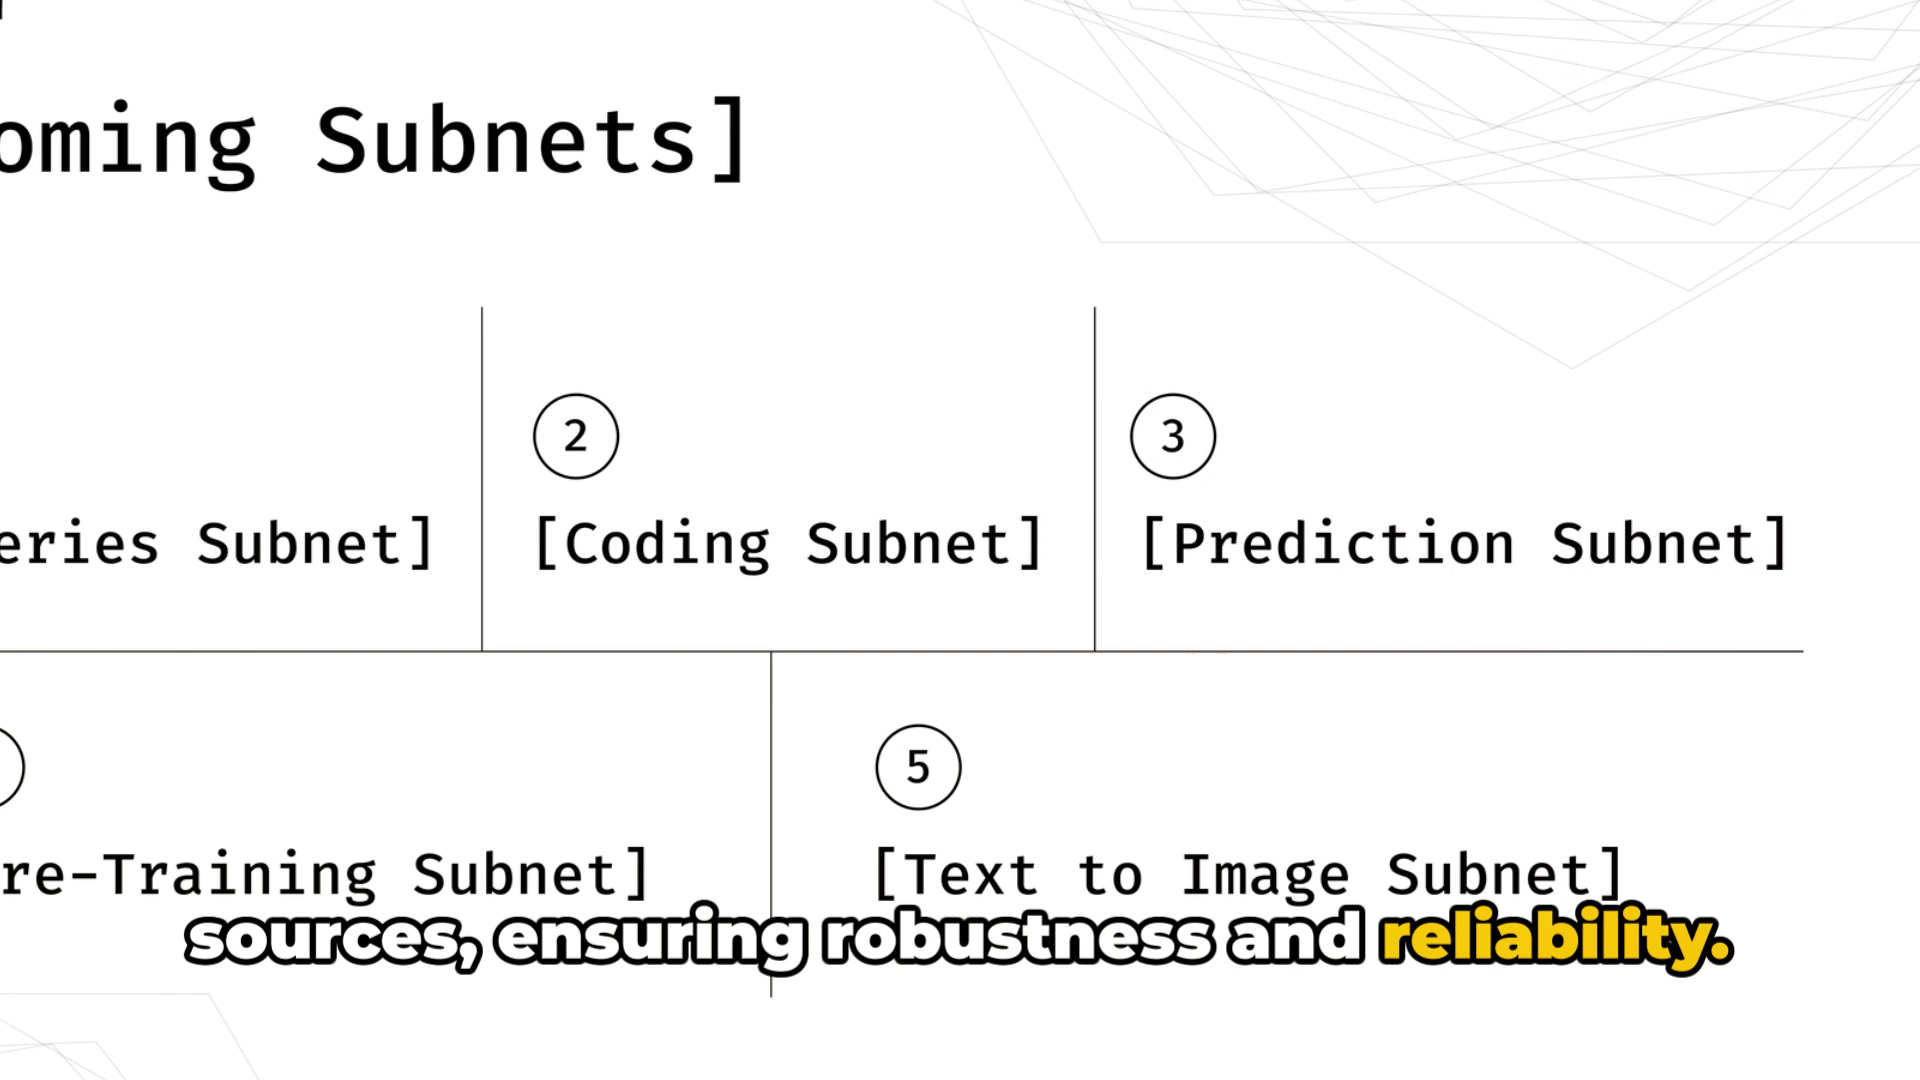 oming Subnets]
2
3
eries Subnet]
[Coding Subnet]
[Prediction Subnet]
5
re-Training Subnet]
[Text to Image Subnet]
sources, ensuring robustness and reliability.